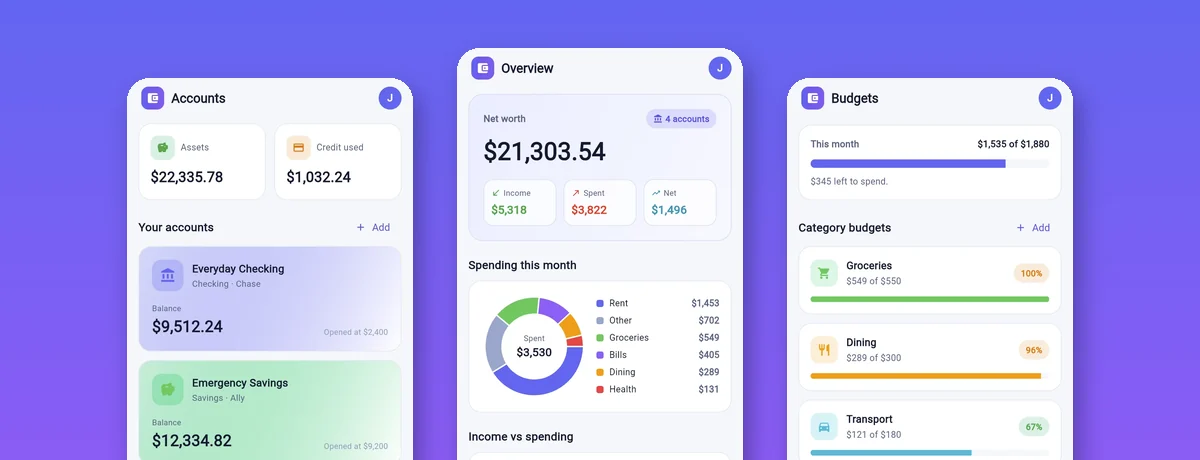 Accounts
J
Assets
$22,335.78
Credit used
$1,032.24
Your accounts
+ Add
Everyday Checking
Checking · Chase
Balance
$9,512.24
Opened at $2,400
Emergency Savings
Savings · Ally
Balance
$12,334.82
Opened at $9,200
Overview
J
Net worth
4 accounts
$21,303.54
Income
$5,318
Spent
$3,822
Net
$1,496
Spending this month
Spent
$3,530
Rent $1,453
Other $702
Groceries $549
Bills $405
Dining $289
Health $131
Income vs spending
Budgets
J
This month $1,535 of $1,880
$345 left to spend.
Category budgets
+ Add
Groceries
$549 of $550
100%
Dining
$289 of $300
96%
Transport
$121 of $180
67%